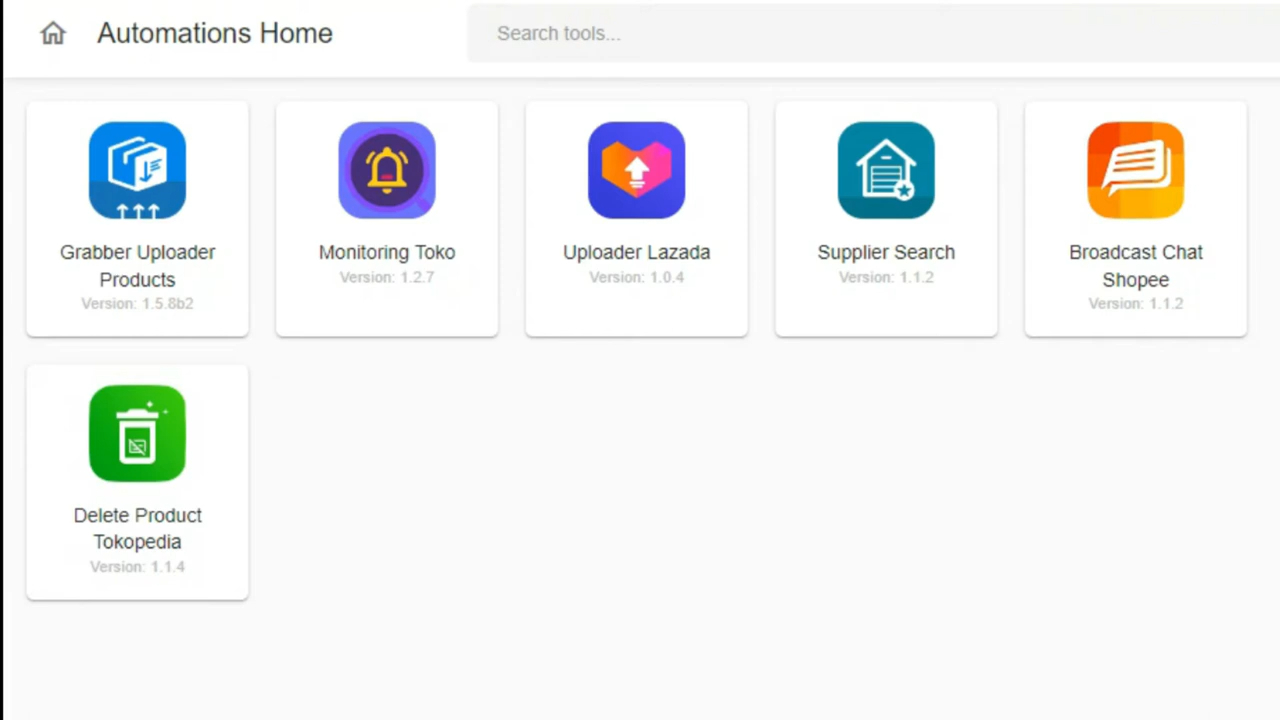 Automations Home
Search tools...
Grabber Uploader
Products
Version: 1.5.8b2
Monitoring Toko
Version: 1.2.7
Uploader Lazada
Version: 1.0.4
Supplier Search
Version: 1.1.2
Broadcast Chat
Shopee
Version: 1.1.2
Delete Product
Tokopedia
Version: 1.1.4